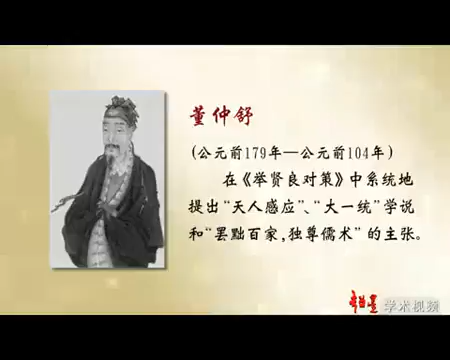 董仲舒
(公元前179年—公元前104年)
在《举贤良对策》中系统地
提出“天人感应”、“大一统”学说
和“罢黜百家,独尊儒术”的主张。
学术视频